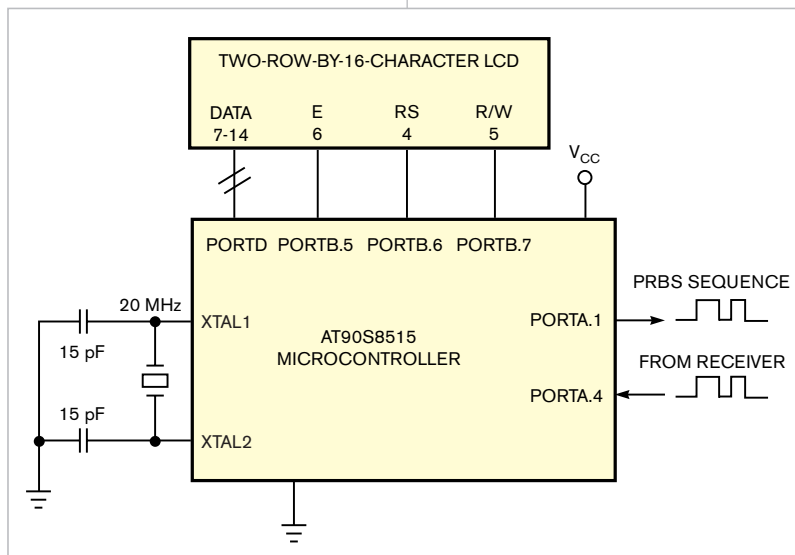 TWO-ROW-BY-16-CHARACTER LCD
DATA E RS R/W
7-14 6 4 5
VCC
PORTD PORTB.5 PORTB.6 PORTB.7
PRBS SEQUENCE
20 MHz
XTAL1
PORTA.1
AT90S8515
MICROCONTROLLER
15 pF
FROM RECEIVER
PORTA.4
15 pF
XTAL2